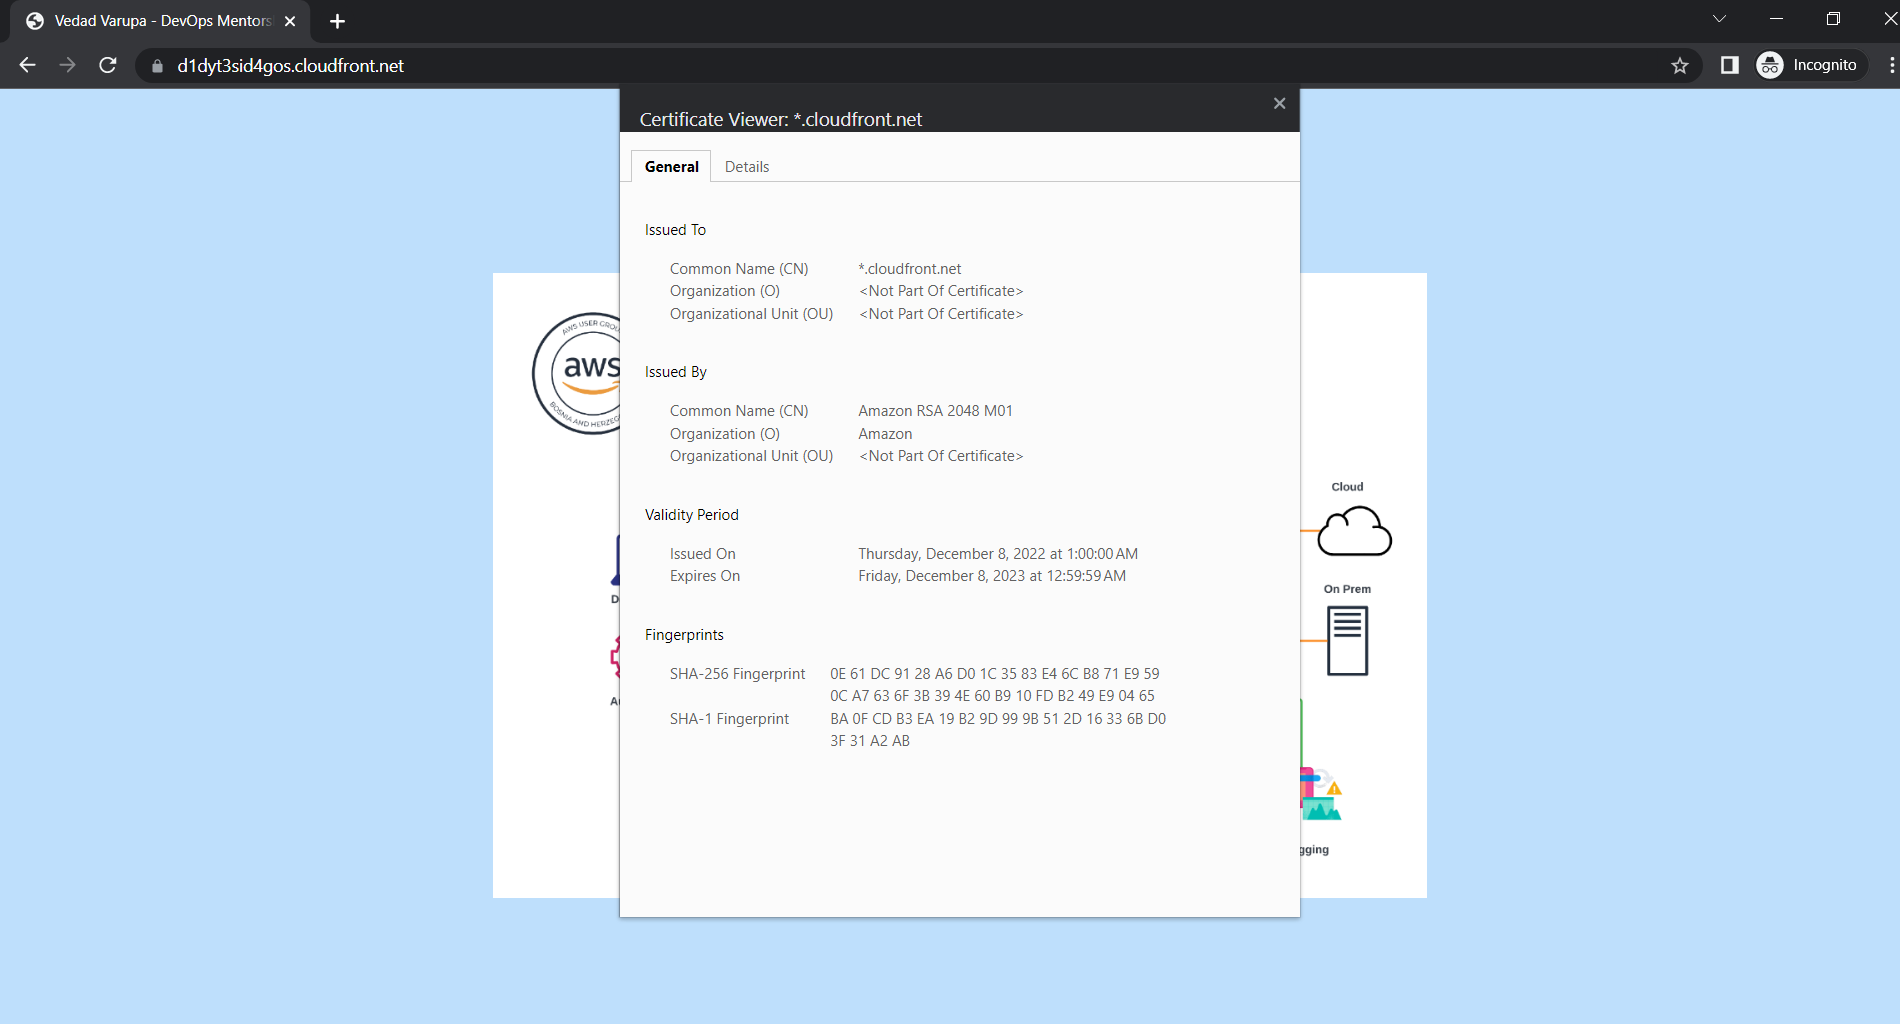 Vedad Varupa - DevOps Mentors
d1dyt3sid4gos.cloudfront.net
Incognito
Certificate Viewer: *.cloudfront.net
General Details
Issued To
Common Name (CN) *.cloudfront.net
Organization (O) <Not Part Of Certificate>
Organizational Unit (OU) <Not Part Of Certificate>
Issued By
Common Name (CN) Amazon RSA 2048 M01
Organization (O) Amazon
Organizational Unit (OU) <Not Part Of Certificate>
Validity Period
Issued On Thursday, December 8, 2022 at 1:00:00 AM
Expires On Friday, December 8, 2023 at 12:59:59 AM
Fingerprints
SHA-256 Fingerprint 0E 61 DC 91 28 A6 D0 1C 35 83 E4 6C B8 71 E9 59
0C A7 63 6F 3B 39 4E 60 B9 10 FD B2 49 E9 04 65
SHA-1 Fingerprint BA 0F CD B3 EA 19 B2 9D 99 9B 51 2D 16 33 6B D0
3F 31 A2 AB
AWS USER GROU
aws
BOSNIA AND HERZEG
D
A
Cloud
On Prem
gging